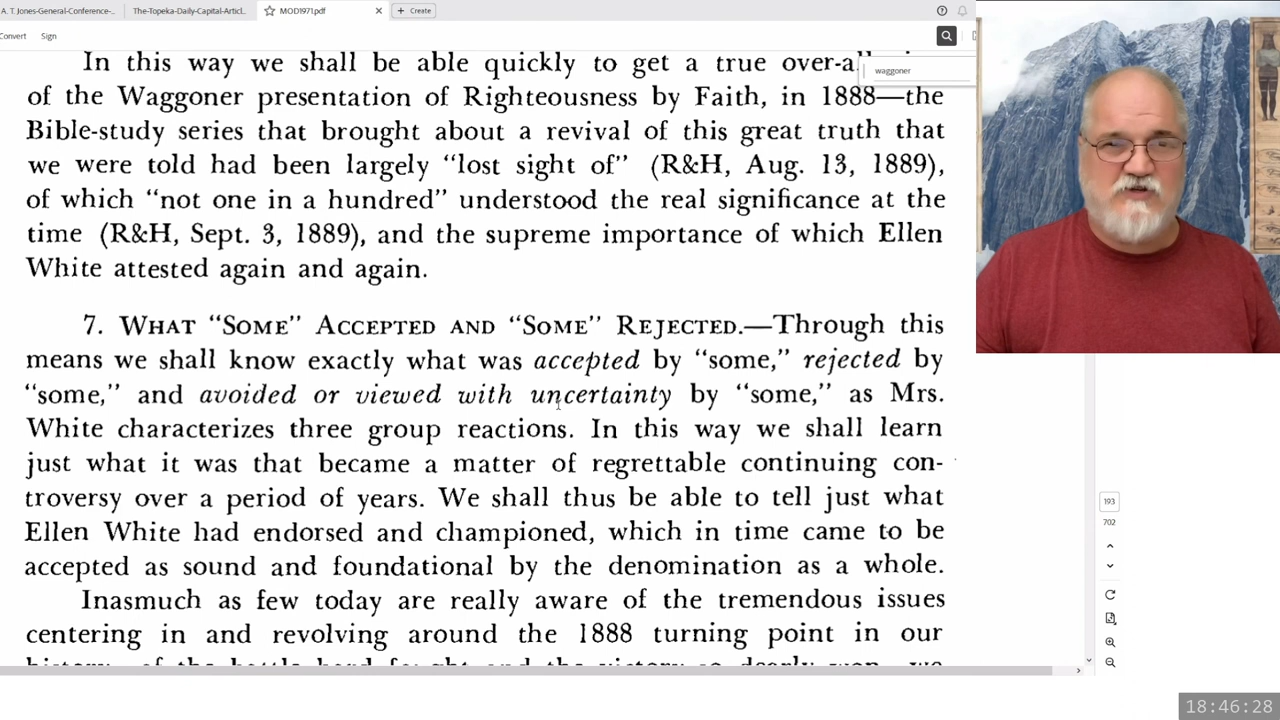 A. T. Jones-General-Conference-... The-Topeka-Daily-Capital-Articl... MOD1971.pdf Create
Convert Sign
waggoner
In this way we shall be able quickly to get a true
of the Waggoner presentation of Righteousness by Faith, in 1888—the
Bible-study series that brought about a revival of this great truth that
we were told had been largely “lost sight of” (R&H, Aug. 13, 1889),
of which “not one in a hundred” understood the real significance at the
time (R&H, Sept. 3, 1889), and the supreme importance of which Ellen
White attested again and again.
7. What “Some” Accepted and “Some” Rejected.—Through this
means we shall know exactly what was accepted by “some,” rejected by
“some,” and avoided or viewed with uncertainty by “some,” as Mrs.
White characterizes three group reactions. In this way we shall learn
just what it was that became a matter of regrettable continuing con-
troversy over a period of years. We shall thus be able to tell just what
Ellen White had endorsed and championed, which in time came to be
accepted as sound and foundational by the denomination as a whole.
Inasmuch as few today are really aware of the tremendous issues
centering in and revolving around the 1888 turning point in our
193
702
18:46:28